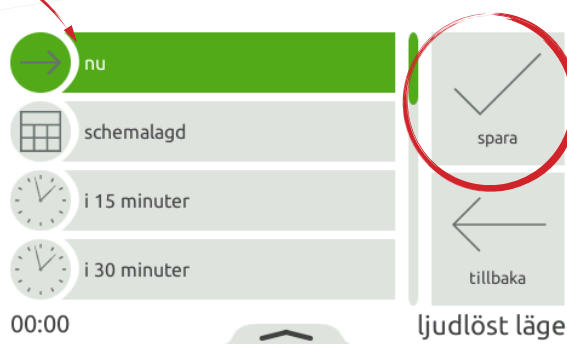 nu
schemalagd
i 15 minuter
i 30 minuter
spara
tillbaka
00:00
ljudlöst läge